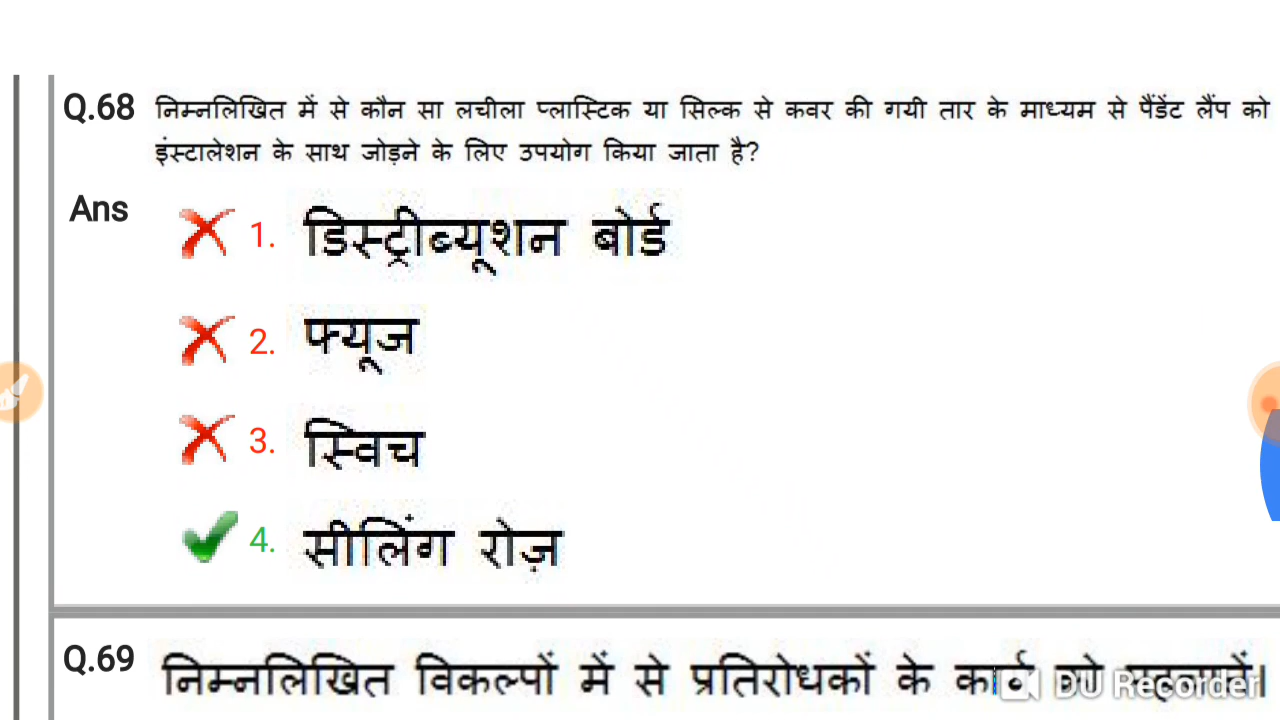 Q.68 निम्नलिखित में से कौन सा लचीला प्लास्टिक या सिल्क से कवर की गयी तार के माध्यम से पैंडेंट लैंप को
इंस्टालेशन के साथ जोड़ने के लिए उपयोग किया जाता है?
Ans
1. डिस्ट्रीब्यूशन बोर्ड
2. फ्यूज
3. स्विच
4. सीलिंग रोज़
Q.69 निम्नलिखित विकल्पों में से प्रतिरोधकों के कार्य को
DU Recorder